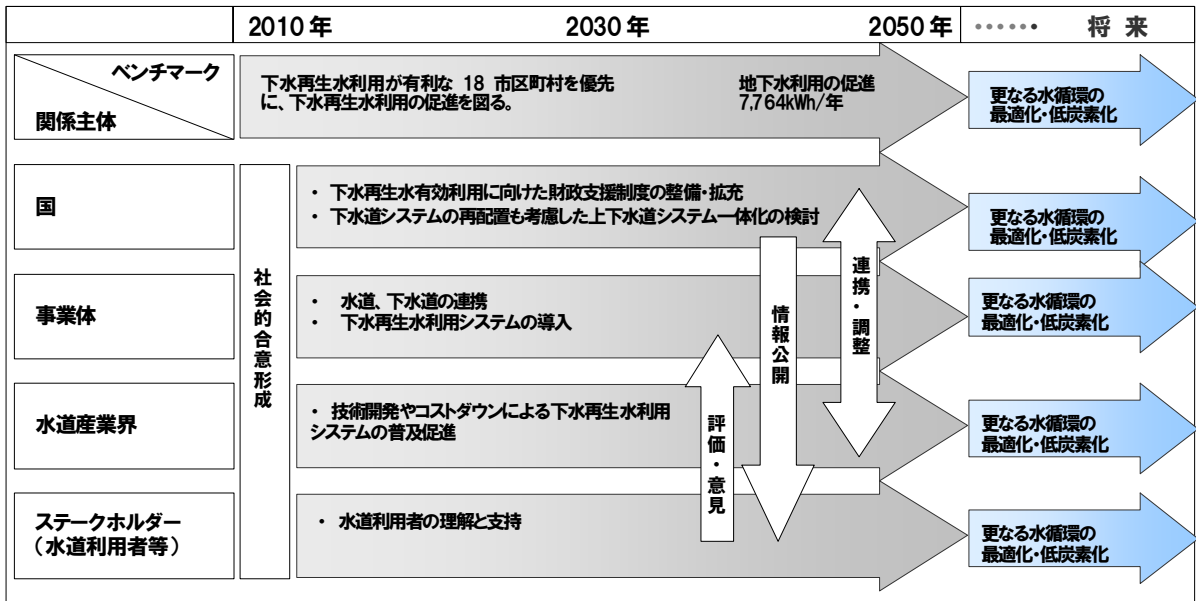 2010年 2030年 2050年 ・・・・・・ 将 来
ベンチマーク
関係主体
下水再生水利用が有利な 18 市区町村を優先
に、下水再生水利用の促進を図る。
地下水利用の促進
7,764kWh/年
更なる水循環の
最適化・低炭素化
国
社会的合意形成
・ 下水再生水有効利用に向けた財政支援制度の整備・拡充
・ 下水道システムの再配置も考慮した上下水道システム一体化の検討
更なる水循環の
最適化・低炭素化
事業体
・ 水道、下水道の連携
・ 下水再生水利用システムの導入
評価・意見
情報公開
連携・調整
更なる水循環の
最適化・低炭素化
水道産業界
・ 技術開発やコストダウンによる下水再生水利用
システムの普及促進
更なる水循環の
最適化・低炭素化
ステークホルダー
（水道利用者等）
・ 水道利用者の理解と支持
更なる水循環の
最適化・低炭素化